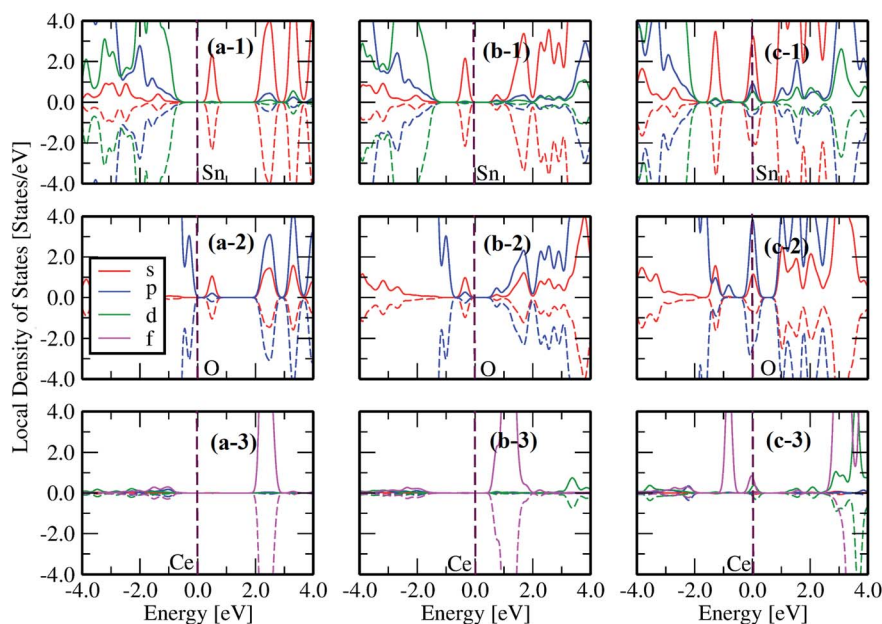 4.0
2.0
0.0
-2.0
-4.0
(a-1)
Sn
(b-1)
Sn
(c-1)
Sn
4.0
2.0
0.0
-2.0
-4.0
s
p
d
f
(a-2)
O
(b-2)
O
(c-2)
O
4.0
2.0
0.0
-2.0
-4.0
(a-3)
Ce
(b-3)
Ce
(c-3)
Ce
-4.0 -2.0 0.0 2.0 4.0
-4.0 -2.0 0.0 2.0 4.0
-4.0 -2.0 0.0 2.0 4.0
Energy [eV]
Energy [eV]
Energy [eV]
Local Density of States [States/eV]